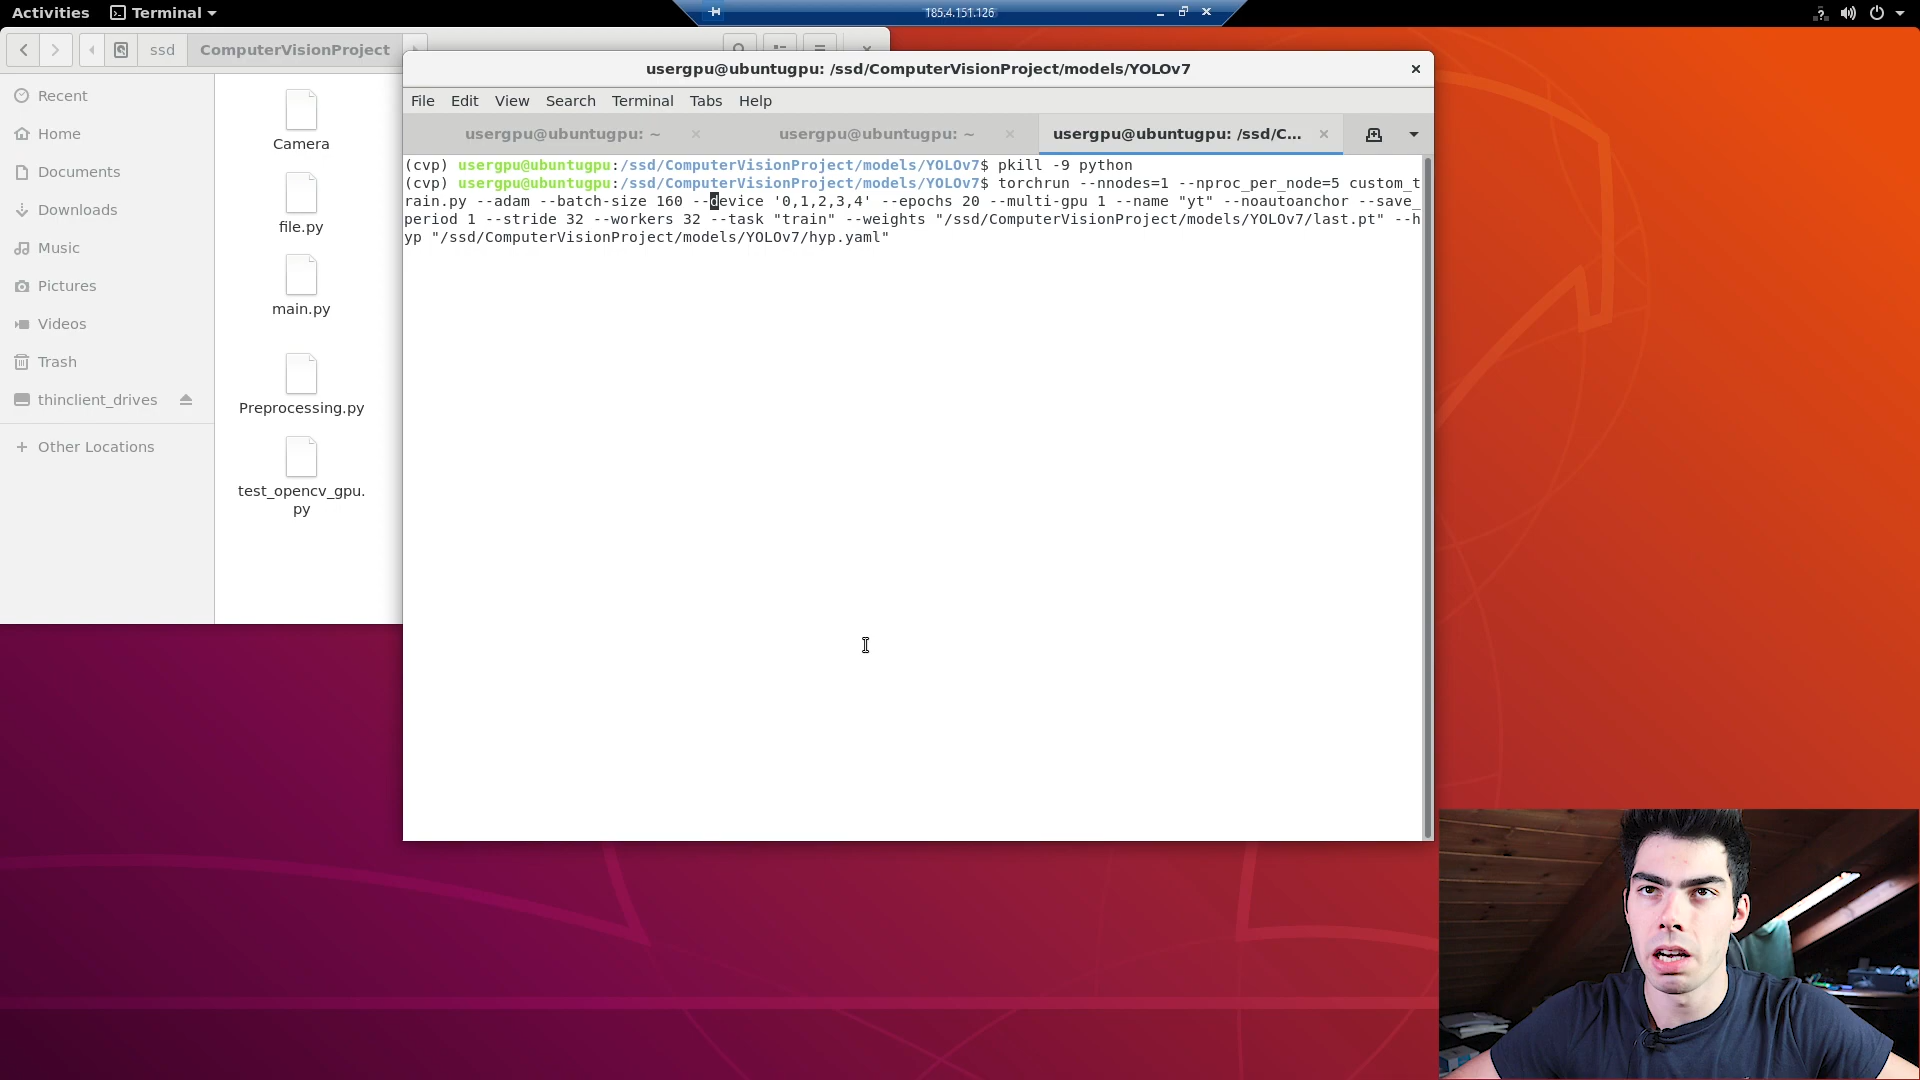 Activities Terminal
185.4.151.126
ssd ComputerVisionProject
Recent
Home
Documents
Downloads
Music
Pictures
Videos
Trash
thinclient_drives
+ Other Locations
Camera
file.py
main.py
Preprocessing.py
test_opencv_gpu.
py
usergpu@ubuntugpu: /ssd/ComputerVisionProject/models/YOLOv7
File Edit View Search Terminal Tabs Help
usergpu@ubuntugpu: ~ usergpu@ubuntugpu: ~ usergpu@ubuntugpu: /ssd/C...
(cvp) usergpu@ubuntugpu:/ssd/ComputerVisionProject/models/YOLOv7$ pkill -9 python
(cvp) usergpu@ubuntugpu:/ssd/ComputerVisionProject/models/YOLOv7$ torchrun --nnodes=1 --nproc_per_node=5 custom_t
rain.py --adam --batch-size 160 --device '0,1,2,3,4' --epochs 20 --multi-gpu 1 --name "yt" --noautoanchor --save_
period 1 --stride 32 --workers 32 --task "train" --weights "/ssd/ComputerVisionProject/models/YOLOv7/last.pt" --h
yp "/ssd/ComputerVisionProject/models/YOLOv7/hyp.yaml"